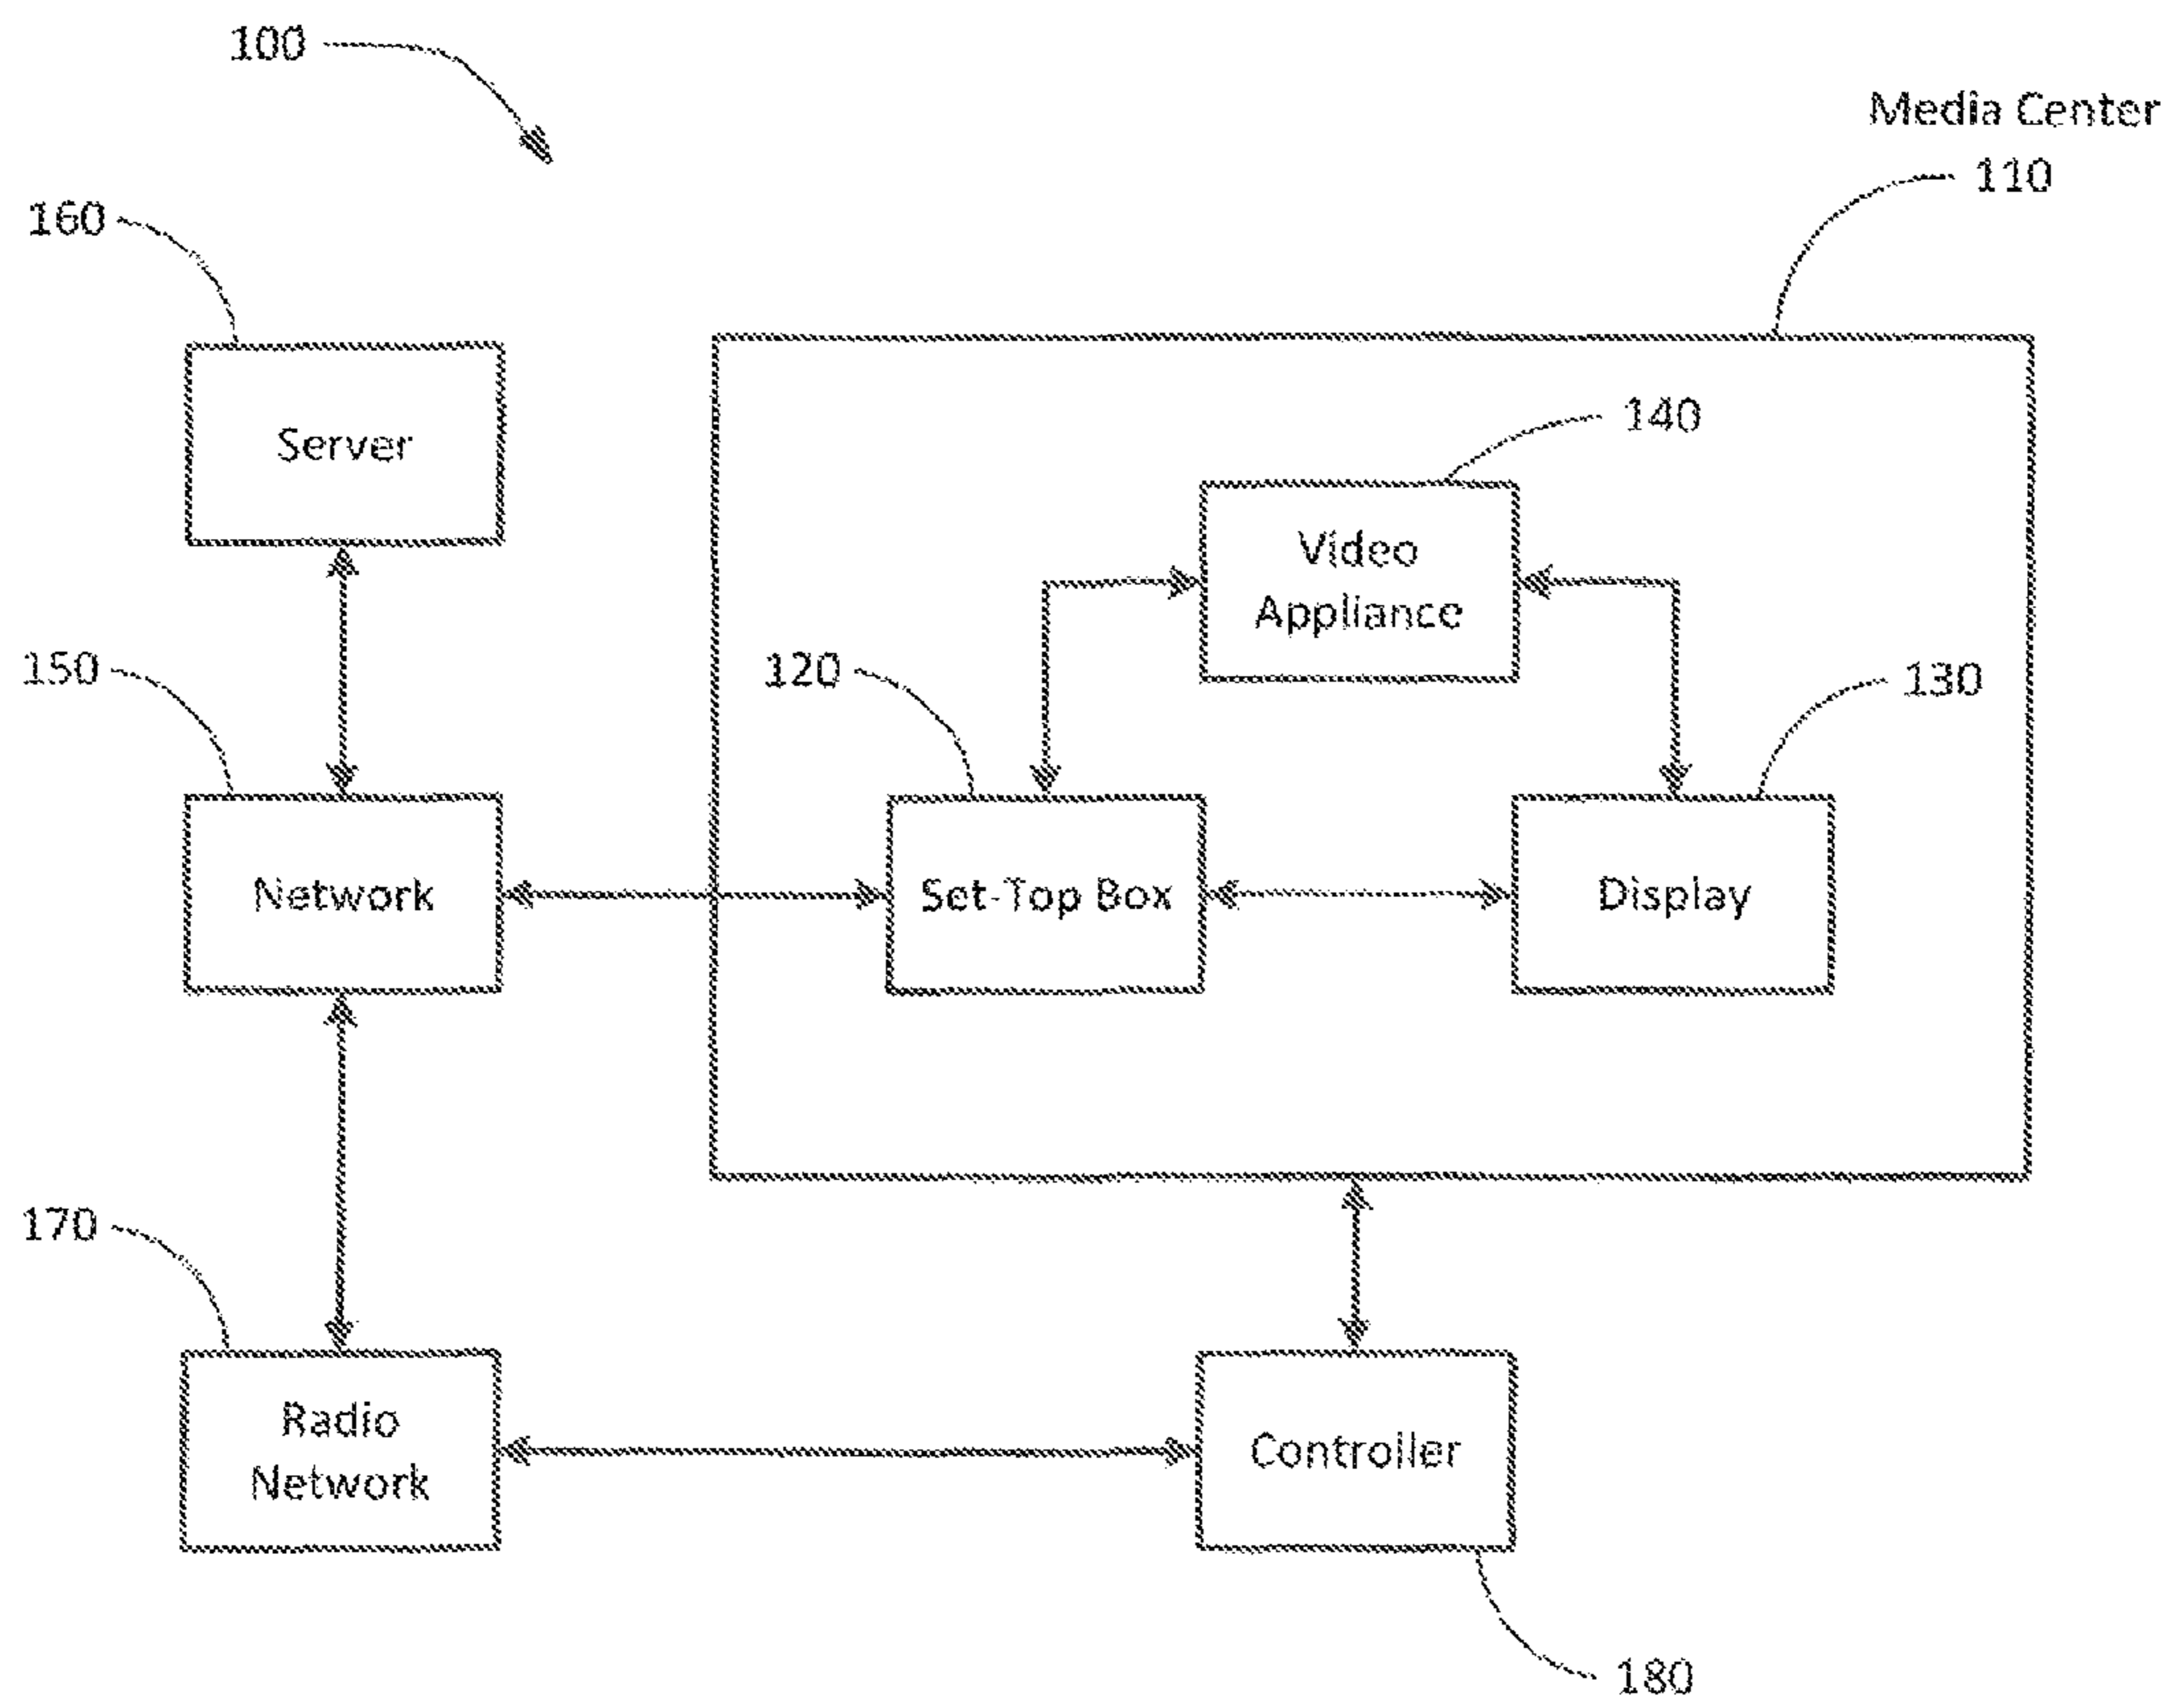 100
Media Center
110
160
Server
140
Video
Appliance
150
120
130
Network
Set-Top Box
Display
170
Radio
Network
Controller
180